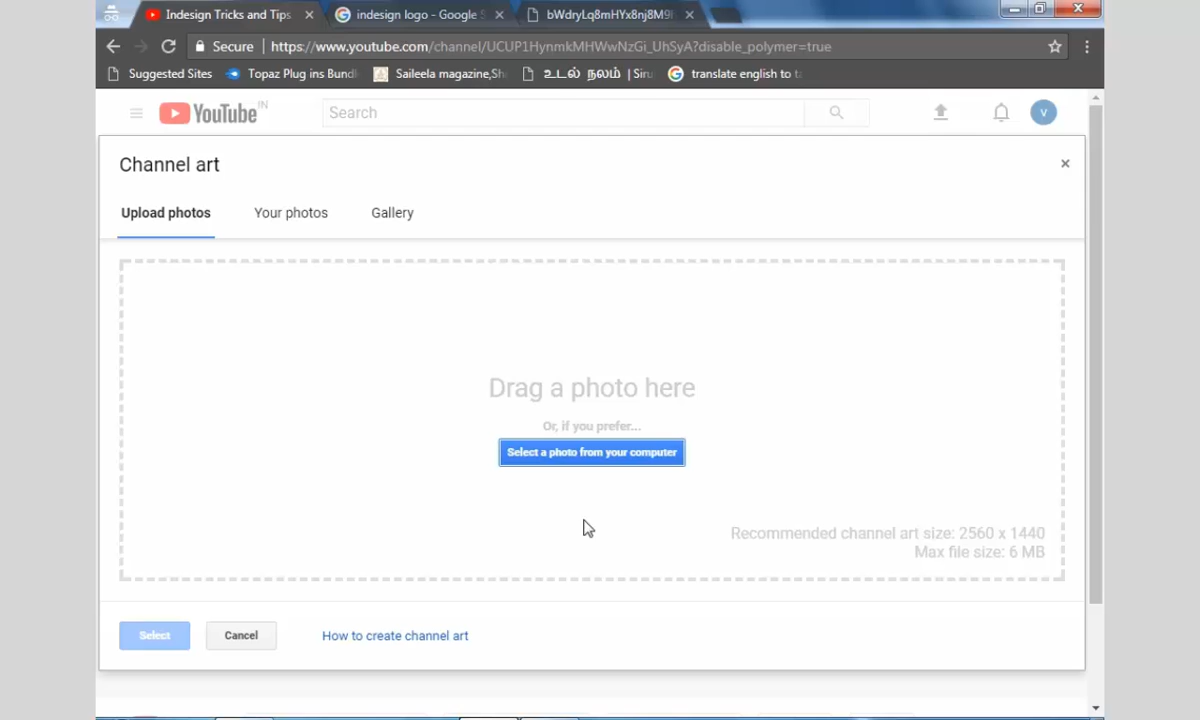 Indesign Tricks and Tips
indesign logo - Google S
bWdryLq8mHYx8nj8M9
Secure
https://www.youtube.com/channel/UCUP1HynmkMHWwNzGi_UhSyA?disable_polymer=true
Suggested Sites
Topaz Plug ins Bund
Saileela magazine,Sh
உடல் நலம் | Siru
translate english to ta
YouTube IN
Search
V
Channel art
Upload photos
Your photos
Gallery
Drag a photo here
Or, if you prefer...
Select a photo from your computer
Recommended channel art size: 2560 x 1440
Max file size: 6 MB
Select
Cancel
How to create channel art